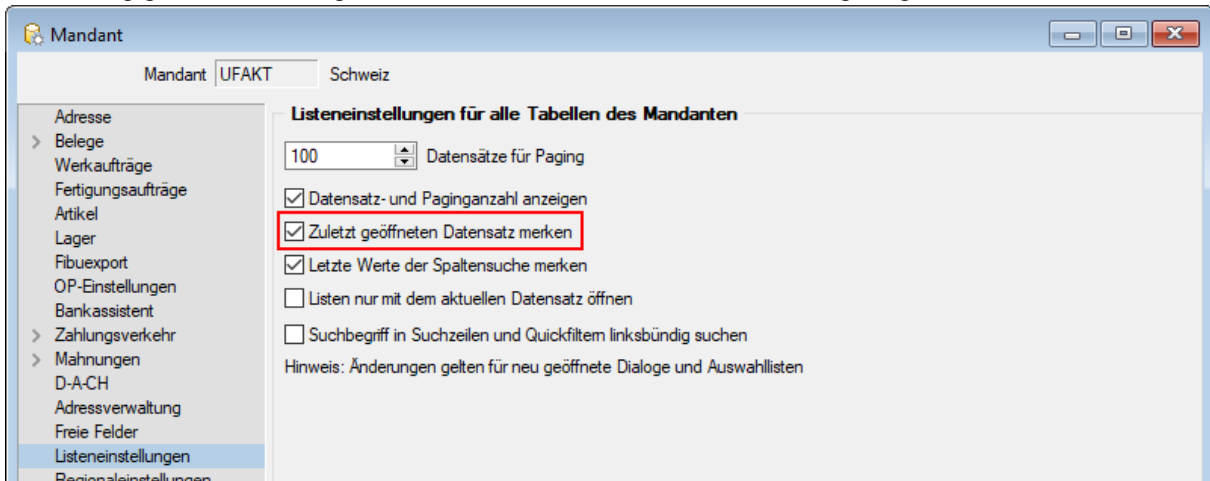 Mandant
Mandant UFAKT Schweiz
Adresse
Belege
Werkaufträge
Fertigungsaufträge
Artikel
Lager
Fibuexport
OP-Einstellungen
Bankassistent
Zahlungsverkehr
Mahnungen
D-A-CH
Adressverwaltung
Freie Felder
Listeneinstellungen
Regionaleinstellungen
Listeneinstellungen für alle Tabellen des Mandanten
100 Datensätze für Paging
Datensatz- und Paginganzahl anzeigen
Zuletzt geöffneten Datensatz merken
Letzte Werte der Spaltensuche merken
Listen nur mit dem aktuellen Datensatz öffnen
Suchbegriff in Suchzeilen und Quickfiltern linksbündig suchen
Hinweis: Änderungen gelten für neu geöffnete Dialoge und Auswahllisten